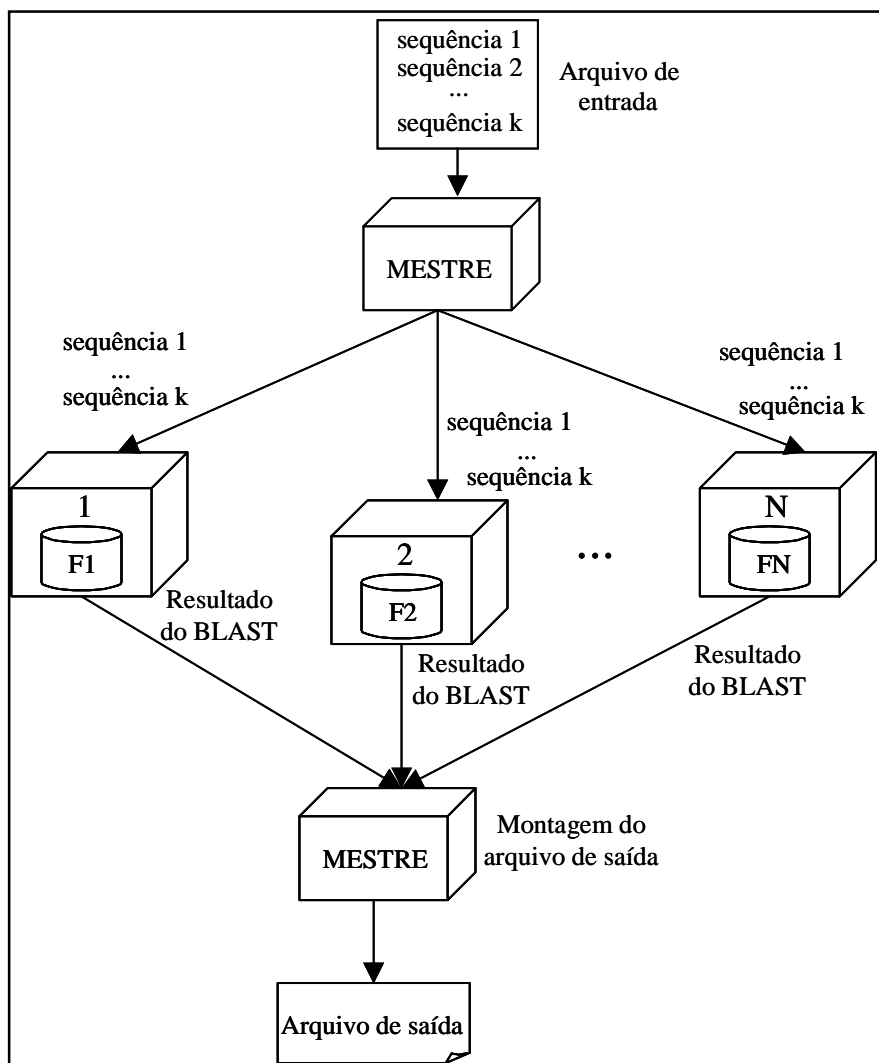 sequência 1
sequência 2
...
sequência k
Arquivo de
entrada
MESTRE
sequência 1
...
sequência k
sequência 1
...
sequência k
sequência 1
...
sequência k
1
F1
2
F2
...
N
FN
Resultado
do BLAST
Resultado
do BLAST
Resultado
do BLAST
MESTRE
Montagem do
arquivo de saída
Arquivo de saída